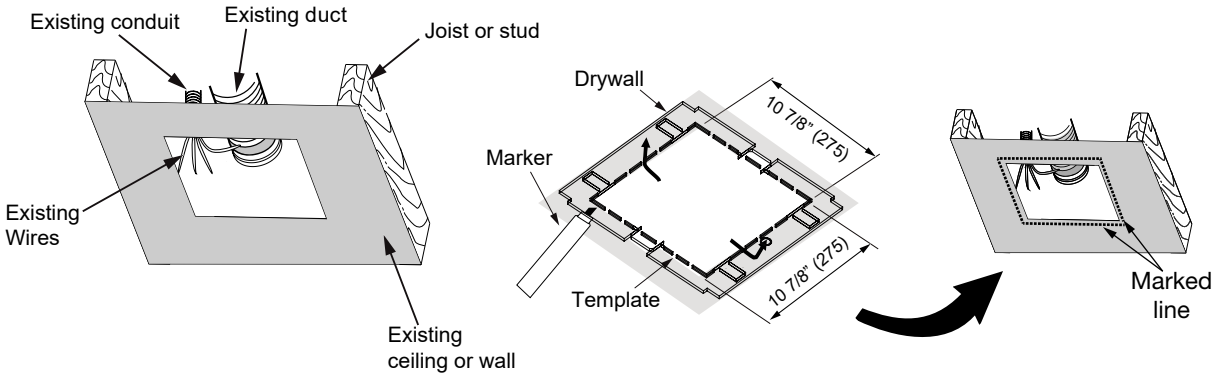 Existing conduit
Existing duct
Joist or stud
Existing
Wires
Existing
ceiling or wall
Drywall
10 7/8" (275)
Marker
Template
10 7/8" (275)
Marked
line